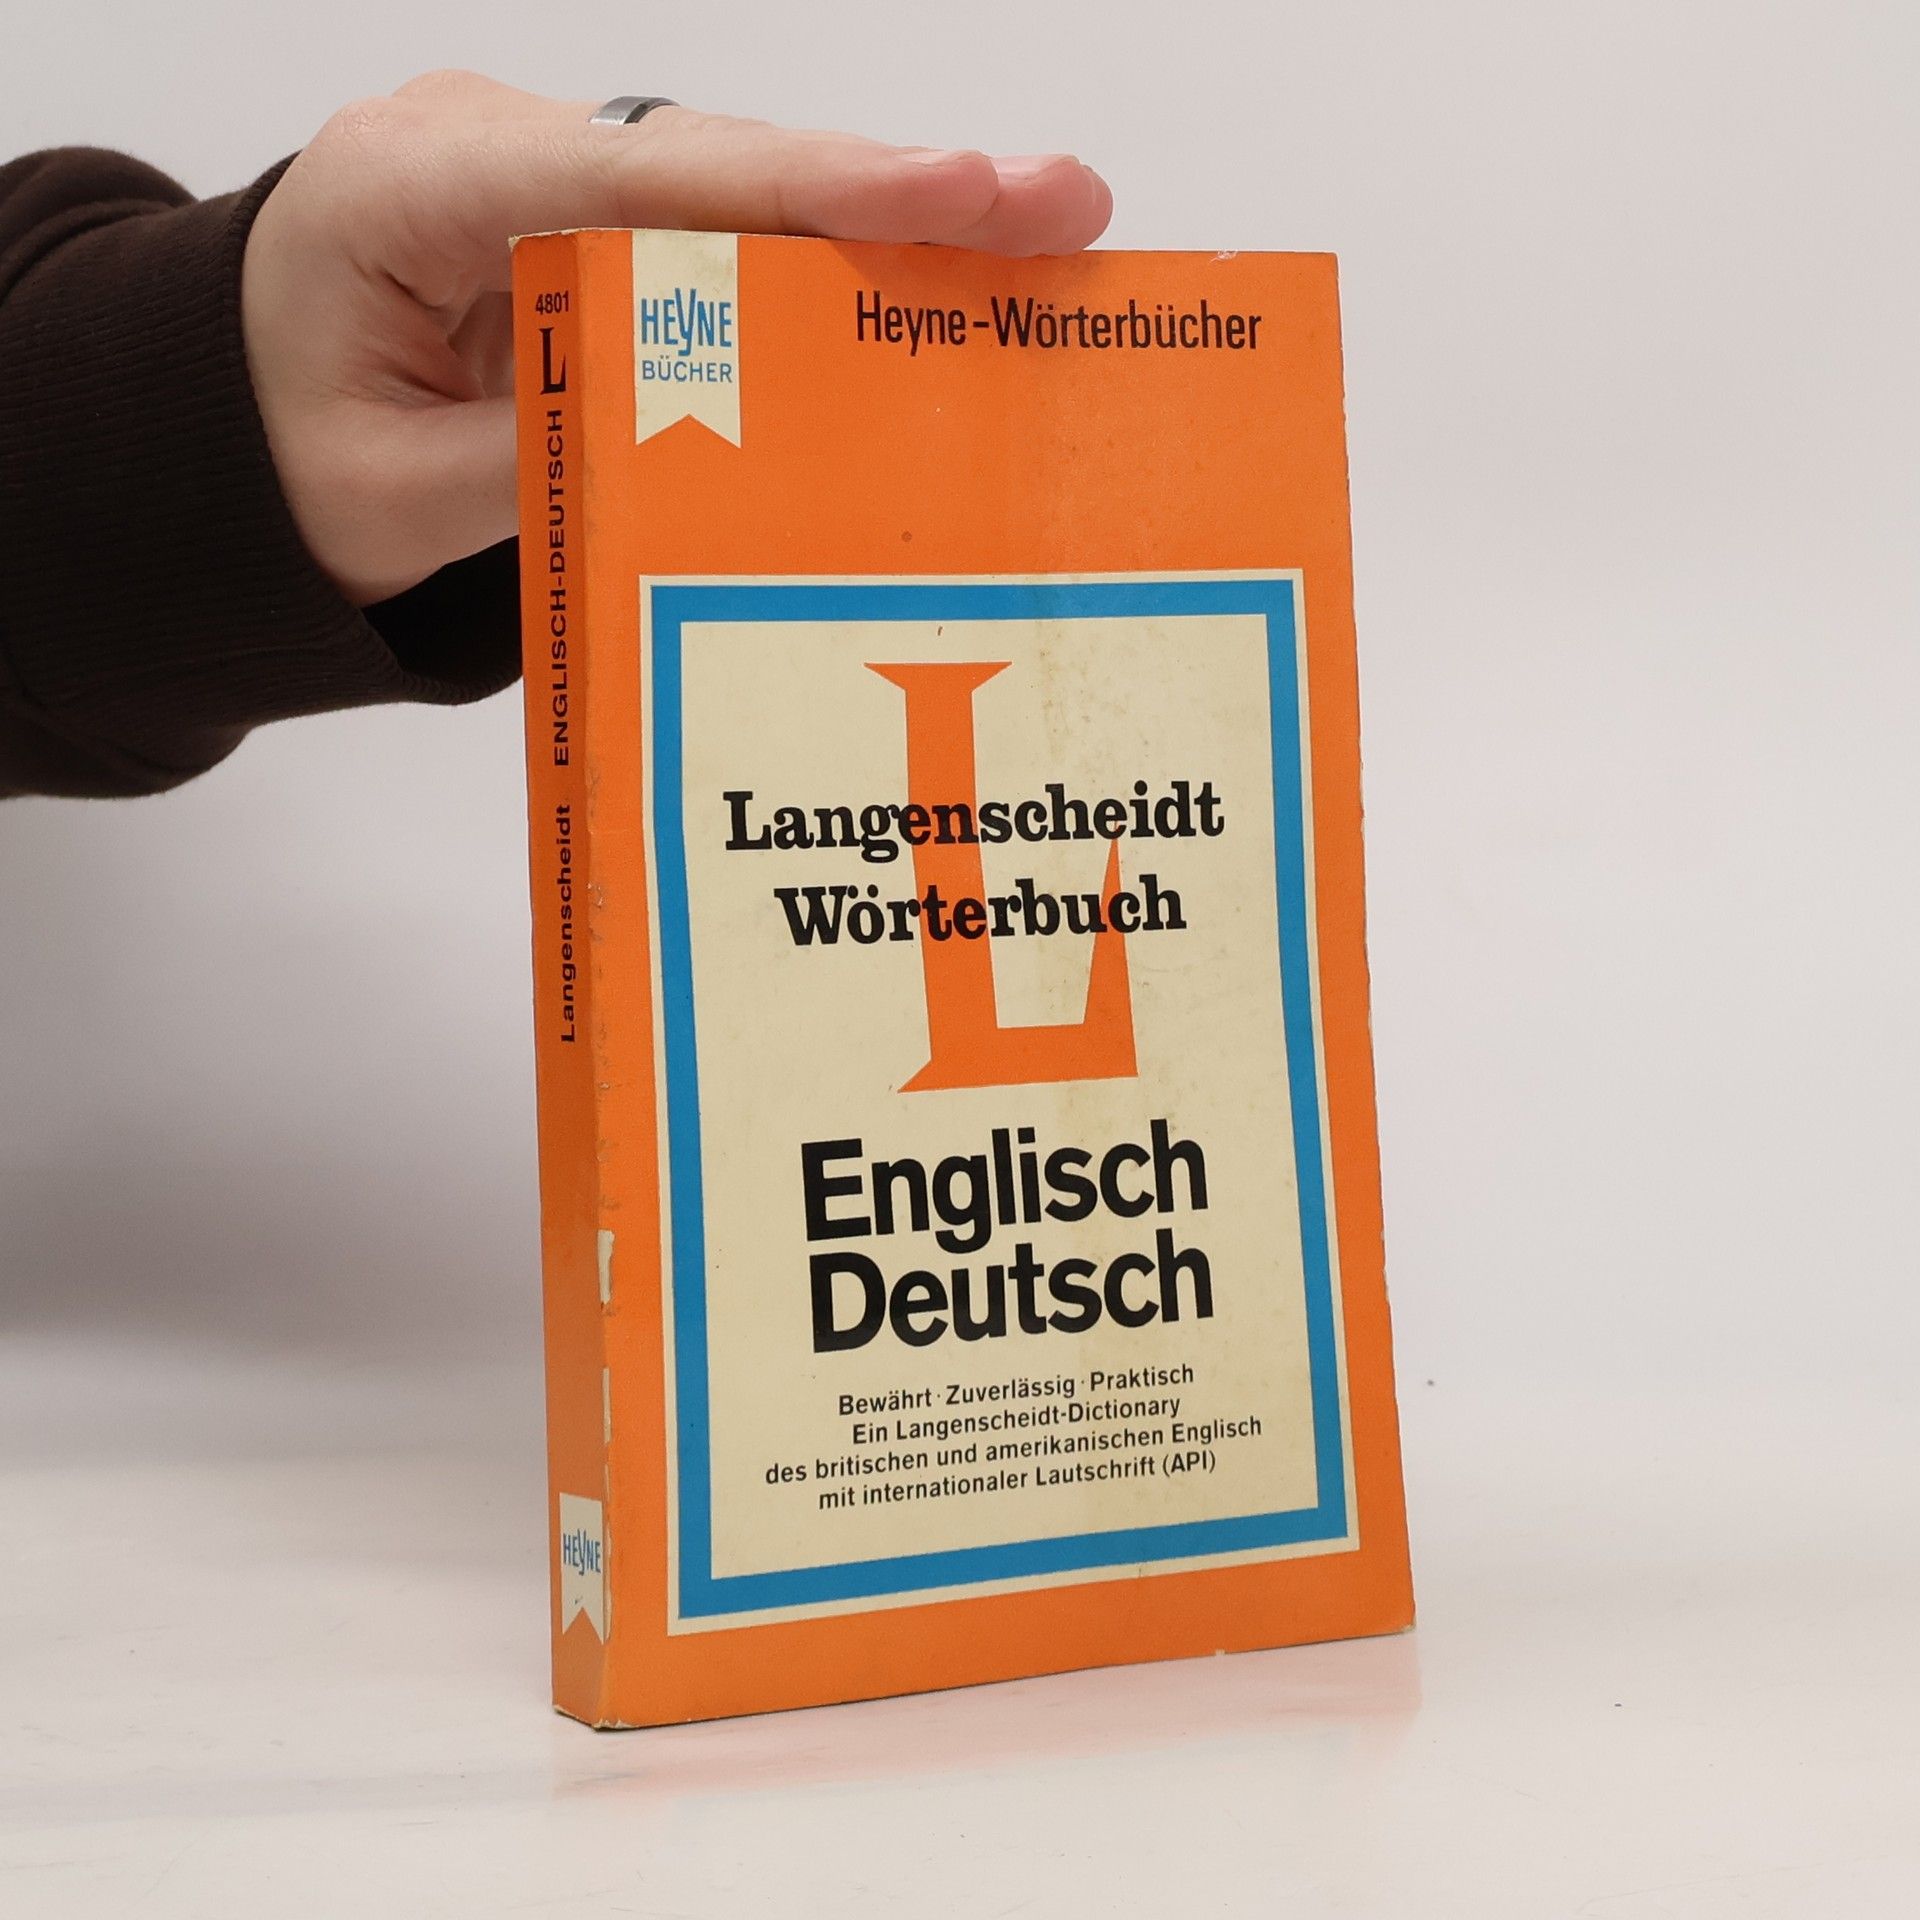 4801
L
Langenscheidt ENGLISCH-DEUTSCH
HEYNE
HEYNE
BÜCHER
Heyne-Wörterbücher
L
Langenscheidt
Wörterbuch
Englisch
Deutsch
Bewährt · Zuverlässig · Praktisch
Ein Langenscheidt-Dictionary
des britischen und amerikanischen Englisch
mit internationaler Lautschrift (API)